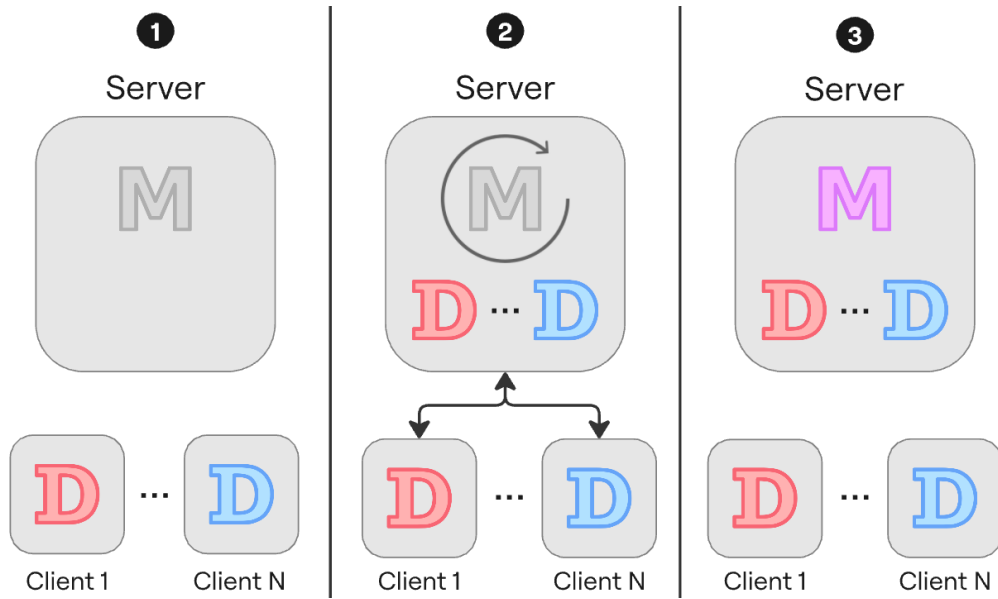 1
Server
M
D ... D
Client 1
Client N
2
Server
M
D ... D
D ... D
Client 1
Client N
3
Server
M
D ... D
D ... D
Client 1
Client N